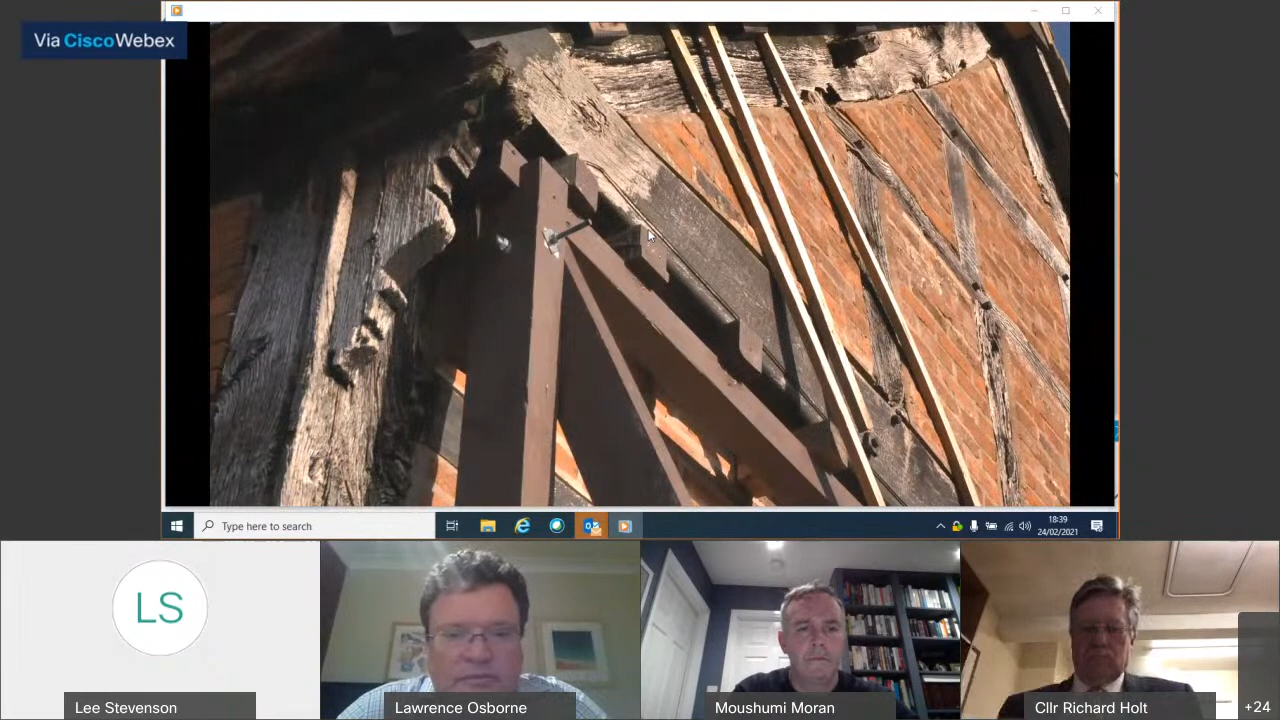 Via CiscoWebex
Type here to search
18:39
24/02/2021
LS
Lee Stevenson
Lawrence Osborne
Moushumi Moran
Cllr Richard Holt
+24